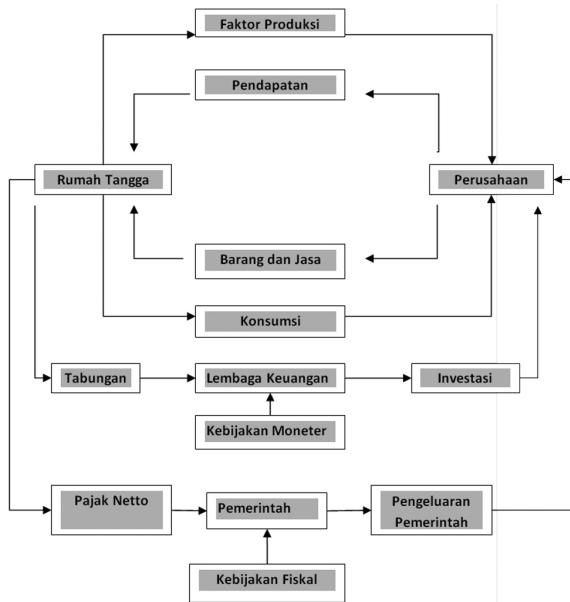 Faktor Produksi
Pendapatan
Rumah Tangga
Perusahaan
Barang dan Jasa
Konsumsi
Tabungan
Lembaga Keuangan
Investasi
Kebijakan Moneter
Pajak Netto
Pemerintah
Pengeluaran
Pemerintah
Kebijakan Fiskal